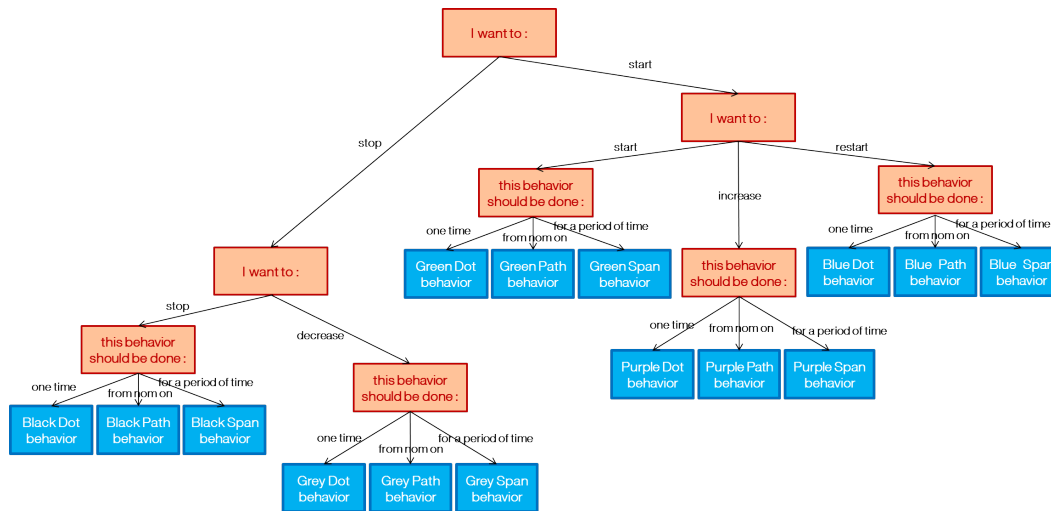 I want to :
start
I want to :
stop
start
restart
this behavior
should be done :
this behavior
should be done :
increase
one time
from nom on
for a period of time
one time
from nom on
for a period of time
Green Dot
behavior
Green Path
behavior
Green Span
behavior
this behavior
should be done :
Blue Dot
behavior
Blue Path
behavior
Blue Span
behavior
I want to :
stop
decrease
one time
from nom on
for a period of time
this behavior
should be done :
Purple Dot
behavior
Purple Path
behavior
Purple Span
behavior
one time
from nom on
for a period of time
this behavior
should be done :
Black Dot
behavior
Black Path
behavior
Black Span
behavior
one time
from nom on
for a period of time
Grey Dot
behavior
Grey Path
behavior
Grey Span
behavior